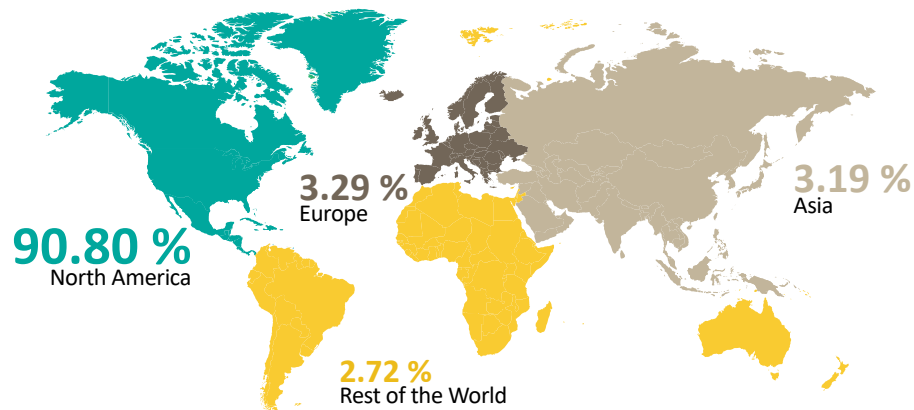 3.29 %
Europe
3.19 %
Asia
90.80 %
North America
2.72 %
Rest of the World